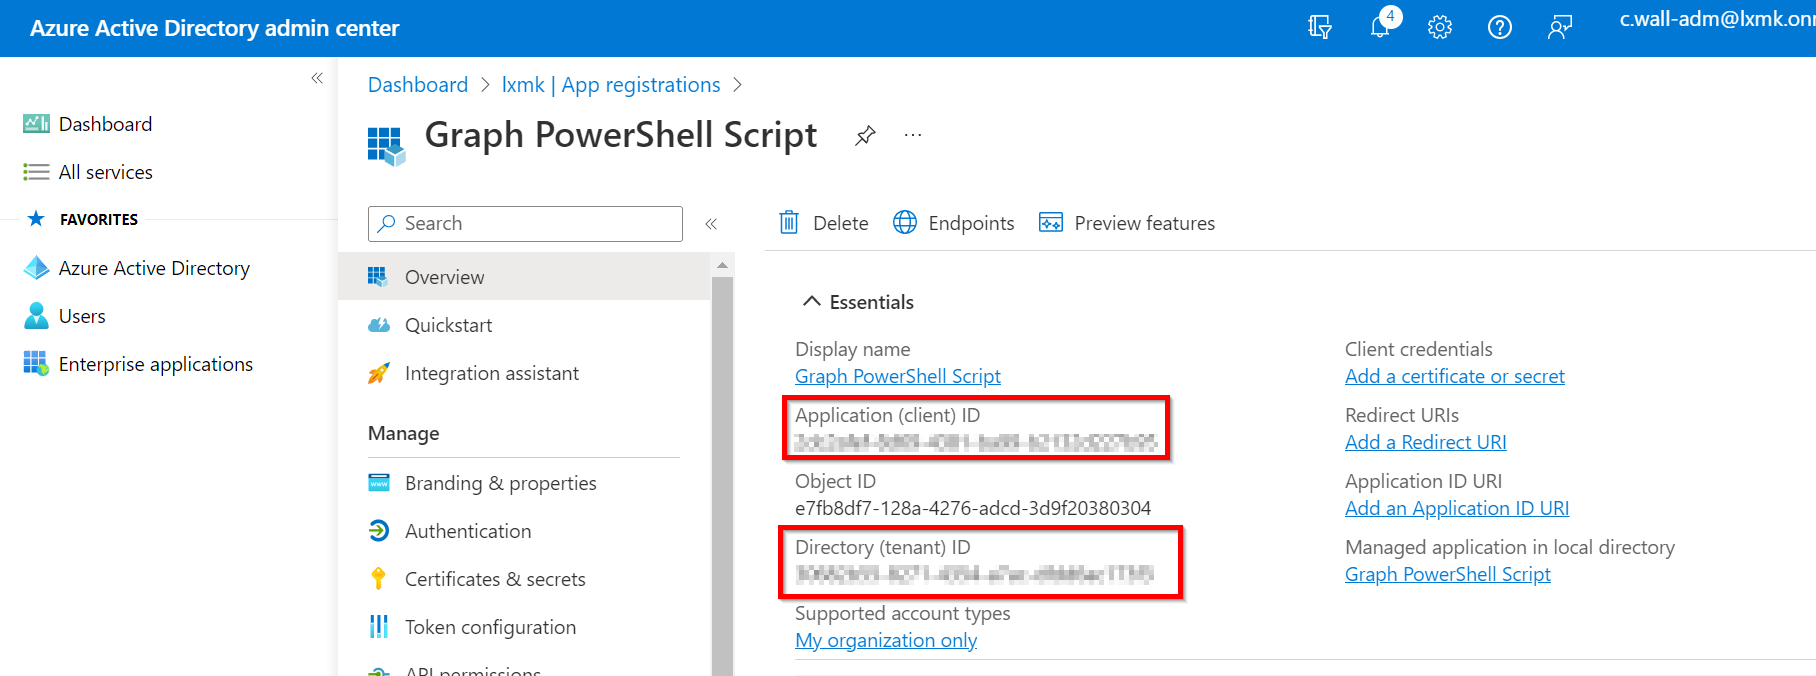 Azure Active Directory admin center
4
c.wall-adm@lxmk.onm
Dashboard
All services
FAVORITES
Azure Active Directory
Users
Enterprise applications
Dashboard > lxmk | App registrations >
Graph PowerShell Script
Search
Overview
Quickstart
Integration assistant
Manage
Branding & properties
Authentication
Certificates & secrets
Token configuration
API permissions
Delete
Endpoints
Preview features
Essentials
Display name
Graph PowerShell Script
Application (client) ID
Object ID
e7fb8df7-128a-4276-adcd-3d9f20380304
Directory (tenant) ID
Supported account types
My organization only
Client credentials
Add a certificate or secret
Redirect URIs
Add a Redirect URI
Application ID URI
Add an Application ID URI
Managed application in local directory
Graph PowerShell Script